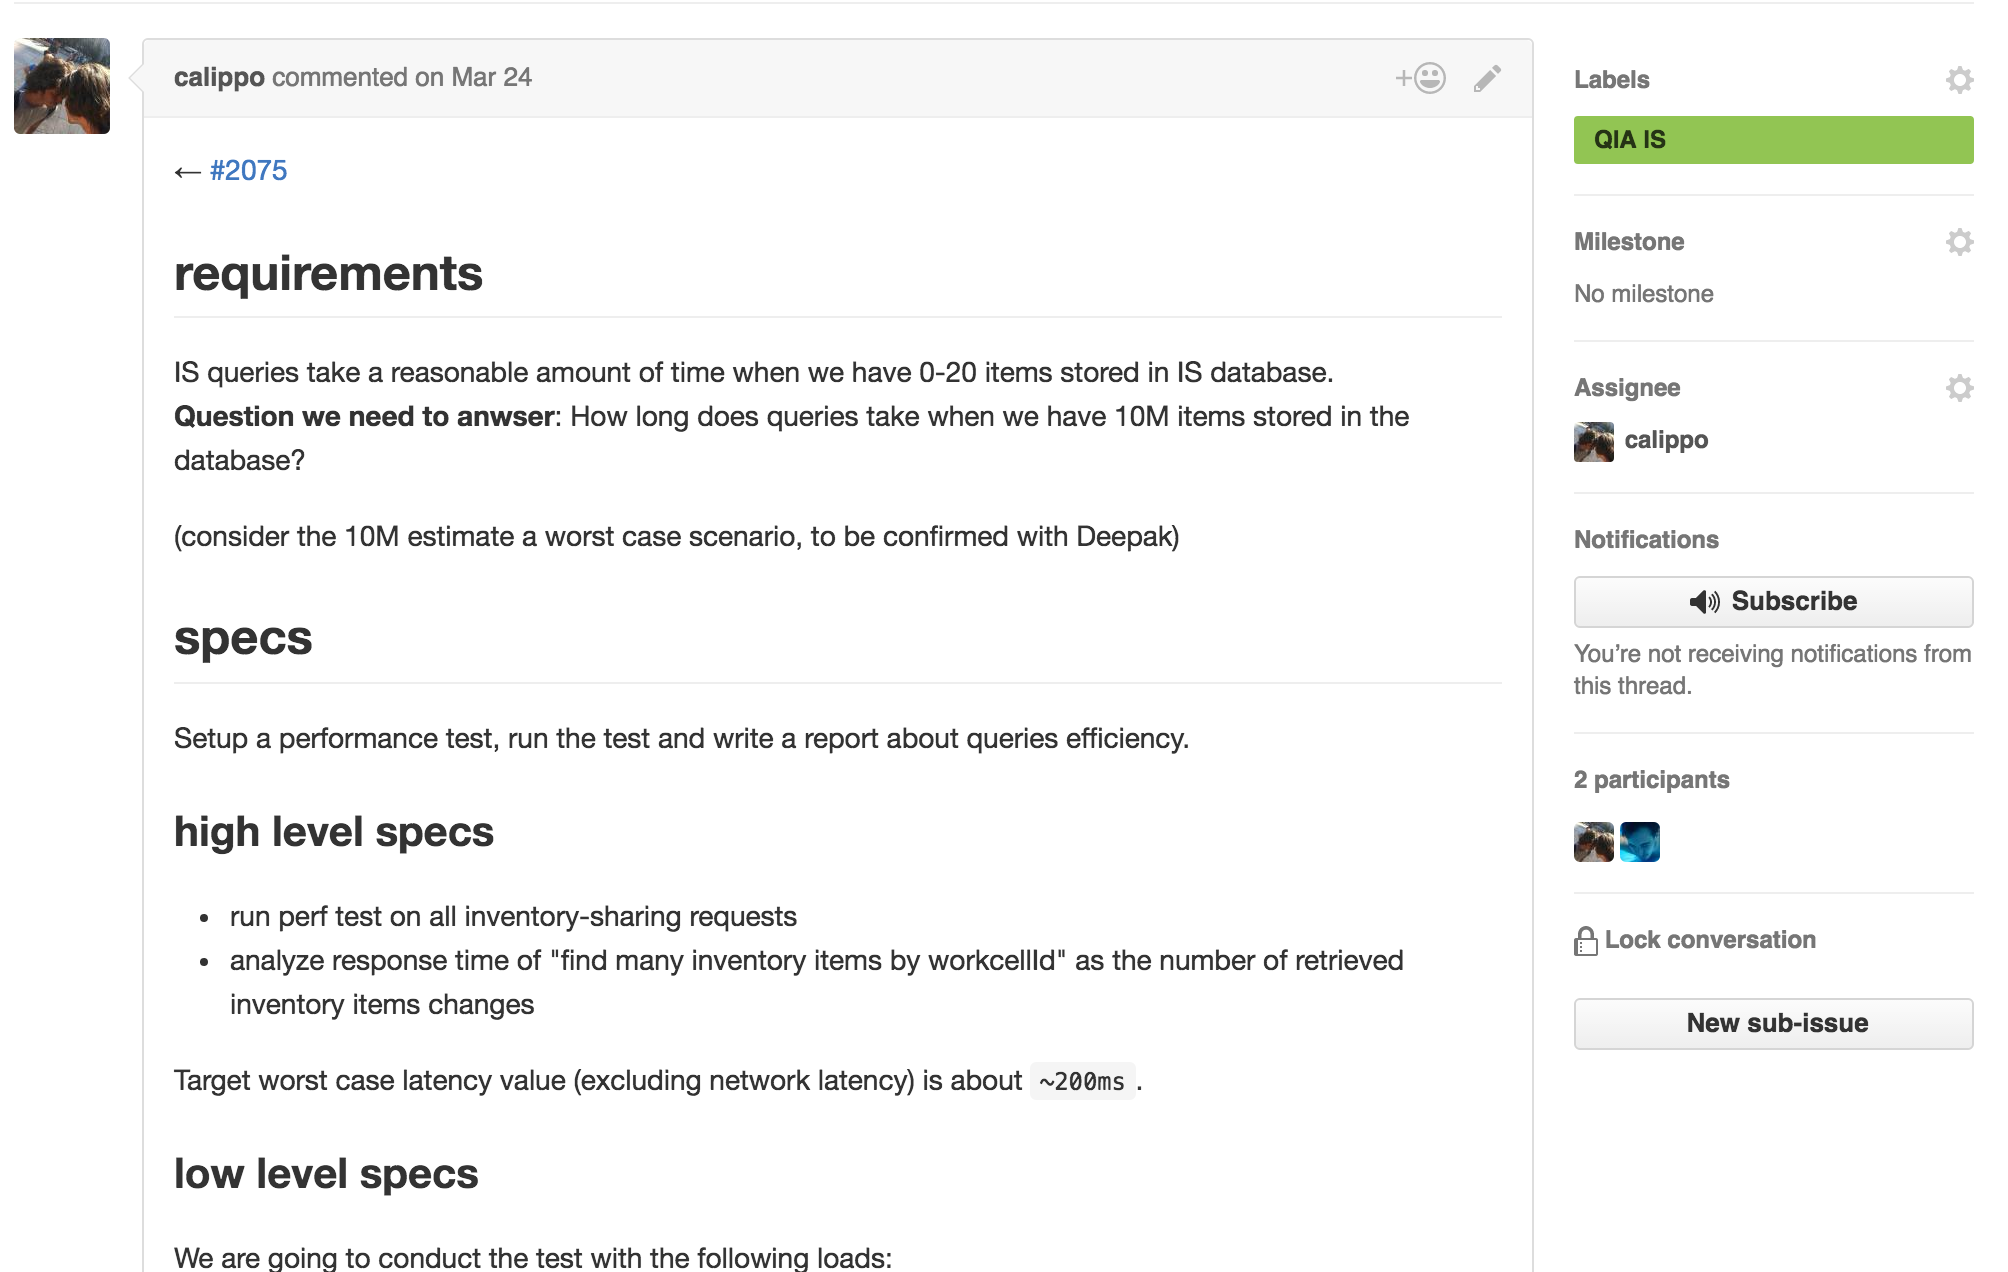 calippo commented on Mar 24
← #2075
requirements
IS queries take a reasonable amount of time when we have 0-20 items stored in IS database.
Question we need to anwser: How long does queries take when we have 10M items stored in the
database?
(consider the 10M estimate a worst case scenario, to be confirmed with Deepak)
specs
Setup a performance test, run the test and write a report about queries efficiency.
high level specs
• run perf test on all inventory-sharing requests
• analyze response time of "find many inventory items by workcellId" as the number of retrieved
inventory items changes
Target worst case latency value (excluding network latency) is about ~200ms.
low level specs
We are going to conduct the test with the following loads:
Labels
QIA IS
Milestone
No milestone
Assignee
calippo
Notifications
Subscribe
You’re not receiving notifications from
this thread.
2 participants
Lock conversation
New sub-issue